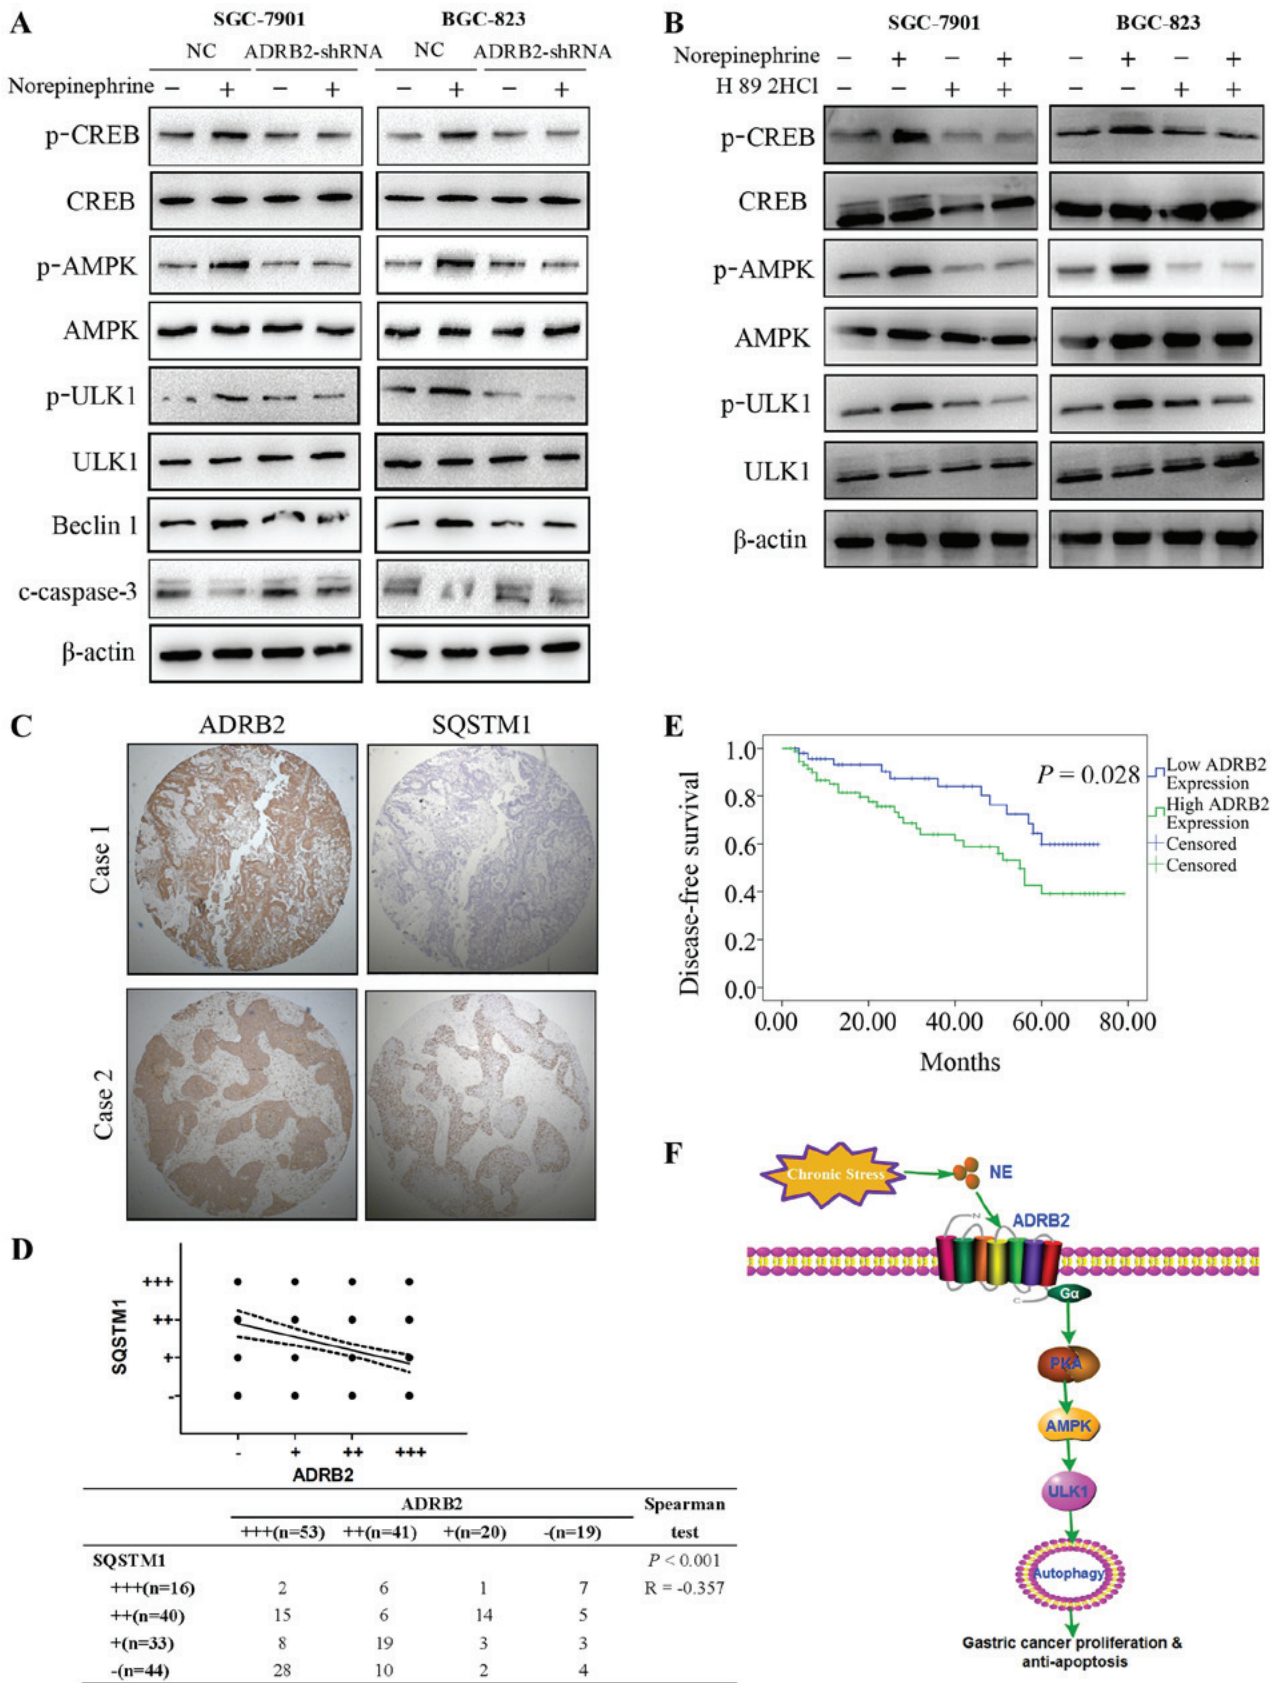 A
SGC-7901 BGC-823
NC ADRB2-shRNA NC ADRB2-shRNA
Norepinephrine − + − + − + − +
p-CREB
CREB
p-AMPK
AMPK
p-ULK1
ULK1
Beclin 1
c-caspase-3
β-actin
B
SGC-7901 BGC-823
Norepinephrine − + − + − + − +
H 89 2HCl − − + + − − + +
p-CREB
CREB
p-AMPK
AMPK
p-ULK1
ULK1
β-actin
C
ADRB2 SQSTM1
Case 1
Case 2
D
SQSTM1
+++
++
+
-
- + ++ +++
ADRB2
ADRB2 Spearman
+++(n=53) ++(n=41) +(n=20) -(n=19) test
SQSTM1 P < 0.001
+++(n=16) 2 6 1 7 R = -0.357
++(n=40) 15 6 14 5
+(n=33) 8 19 3 3
-(n=44) 28 10 2 4
E
Disease-free survival
1.0
0.8
0.6
0.4
0.2
0.0
0.00 20.00 40.00 60.00 80.00
Months
P = 0.028
Low ADRB2
Expression
High ADRB2
Expression
Censored
Censored
F
Chronic Stress
NE
ADRB2
N
C
Gα
PKA
AMPK
ULK1
Autophagy
Gastric cancer proliferation &
anti-apoptosis